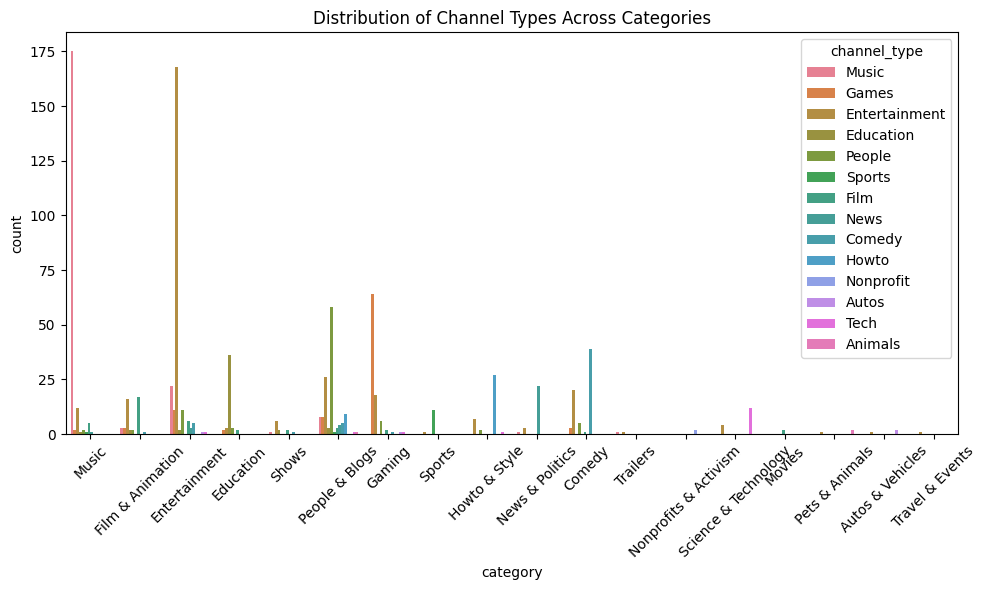 Distribution of Channel Types Across Categories
count
175
150
125
100
75
50
25
0
channel_type
Music
Games
Entertainment
Education
People
Sports
Film
News
Comedy
Howto
Nonprofit
Autos
Tech
Animals
Music
Film & Animation
Entertainment
Education
Shows
People & Blogs
Gaming
Sports
Howto & Style
News & Politics
Comedy
Trailers
Nonprofits & Activism
Science & Technology
Movies
Pets & Animals
Autos & Vehicles
Travel & Events
category